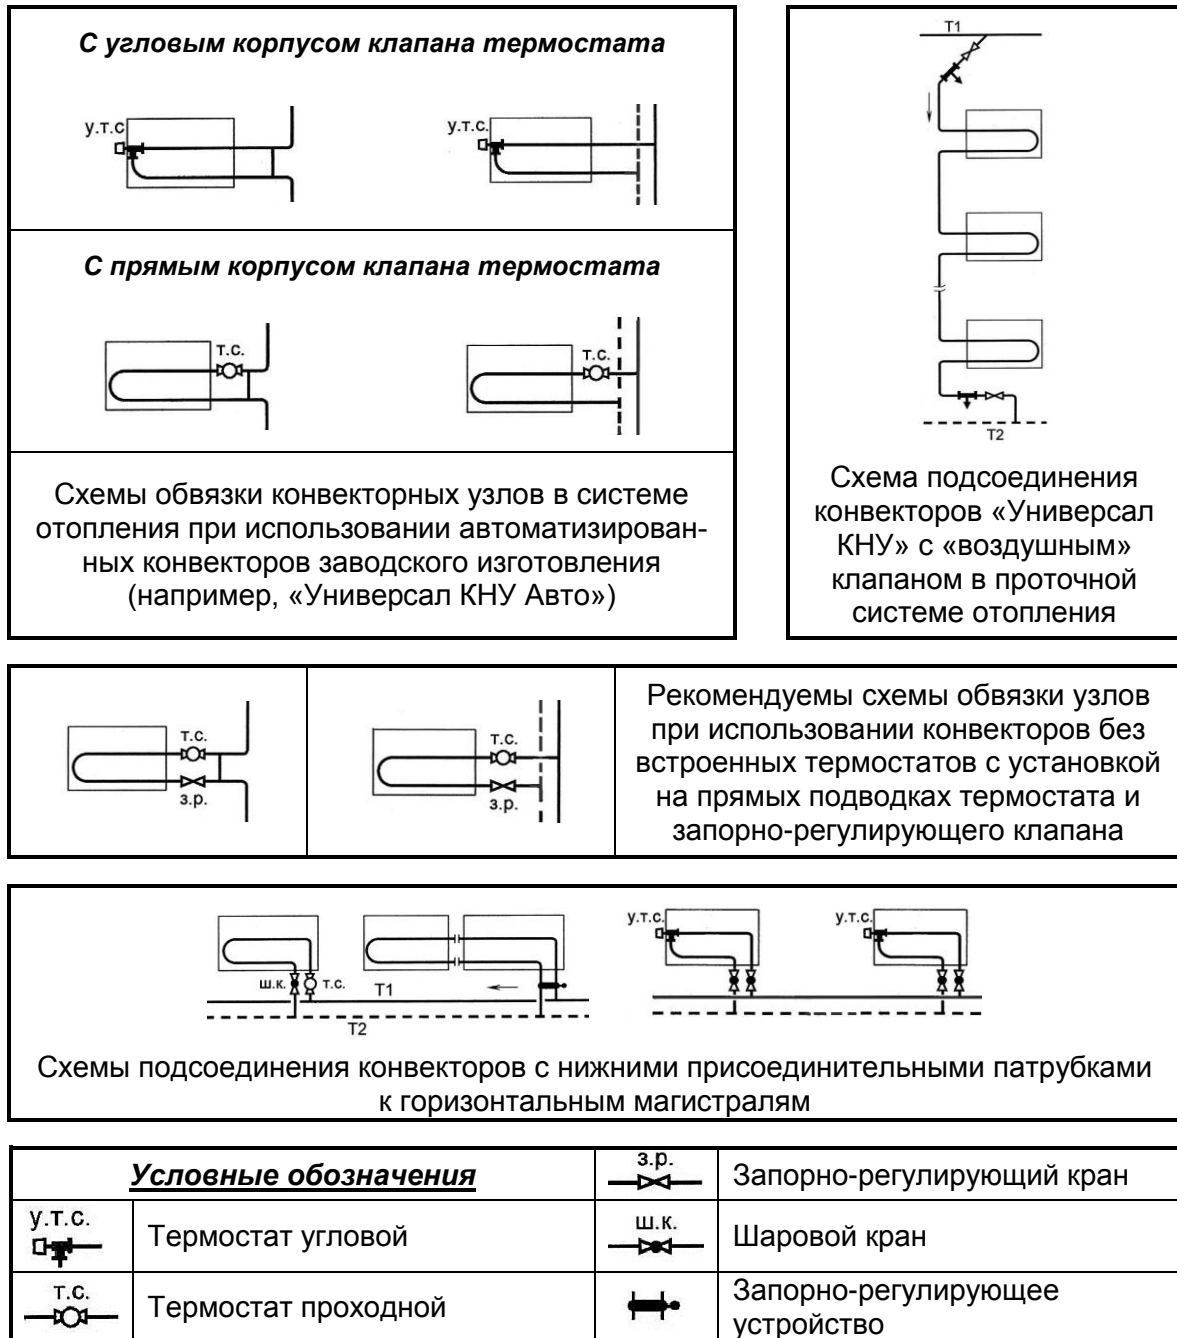 С угловым корпусом клапана термостата
у.т.с
у.т.с.
С прямым корпусом клапана термостата
т.с.
т.с.
Схемы обвязки конвекторных узлов в системе
отопления при использовании автоматизирован-
ных конвекторов заводского изготовления
(например, «Универсал КНУ Авто»)
Т1
Т2
Схема подсоединения
конвекторов «Универсал
КНУ» с «воздушным»
клапаном в проточной
системе отопления
т.с.
з.р.
т.с.
з.р.
Рекомендуемы схемы обвязки узлов
при использовании конвекторов без
встроенных термостатов с установкой
на прямых подводках термостата и
запорно-регулирующего клапана
ш.к.
т.с.
Т1
Т2
у.т.с.
у.т.с.
Схемы подсоединения конвекторов с нижними присоединительными патрубками
к горизонтальным магистралям
Условные обозначения
з.р.
Запорно-регулирующий кран
у.т.с.
Термостат угловой
ш.к.
Шаровой кран
т.с.
Термостат проходной
Запорно-регулирующее
устройство